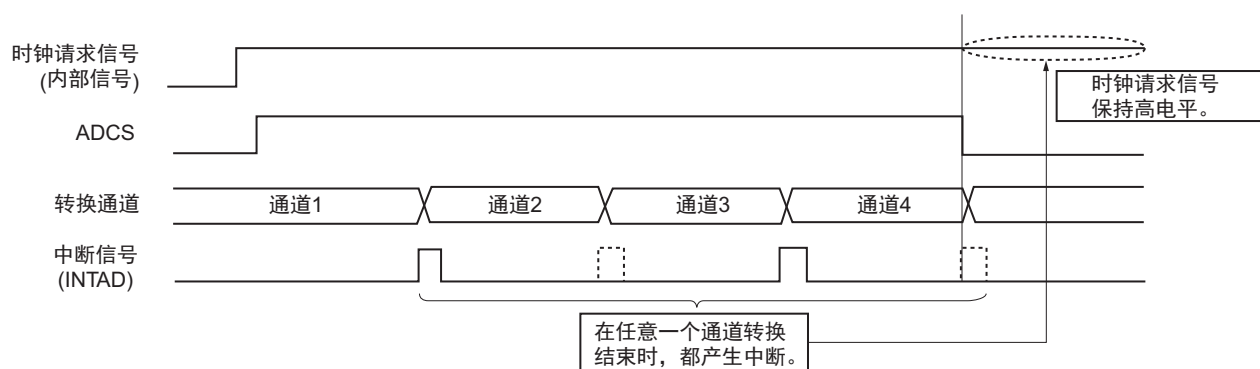 时钟请求信号
(内部信号)
时钟请求信号
保持高电平。
ADCS
转换通道
通道1
通道2
通道3
通道4
中断信号
(INTAD)
在任意一个通道转换
结束时，都产生中断。